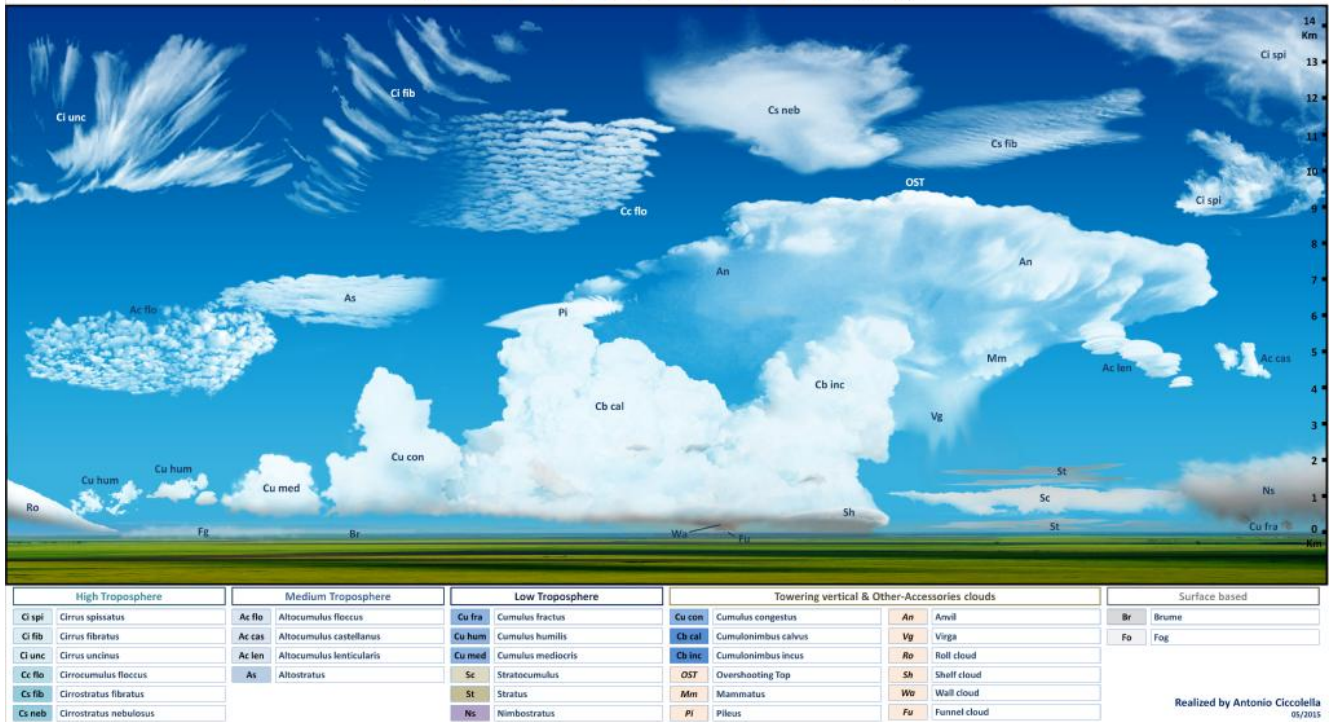 14
Km
Ci spi
13
Ci fib
12
Cs neb
Ci unc
11
Cs fib
10
OST
Ci spi
9
Cc flo
8
An
An
7
As
Ac flo
Pi
6
5
Mm
Ac cas
Ac len
Cb inc
4
Cb cal
Vg
3
Cu con
2
Cu hum
St
Cu hum
Cu med
Ns
Sc
1
Ro
Sh
Fg
Br
Wa
Fu
St
Cu fra
0
Km
High Troposphere
Ci spi Cirrus spissatus
Ci fib Cirrus fibratus
Ci unc Cirrus uncinus
Cc flo Cirrocumulus floccus
Cs fib Cirrostratus fibratus
Cs neb Cirrostratus nebulosus
Medium Troposphere
Ac flo Altocumulus floccus
Ac cas Altocumulus castellanus
Ac len Altocumulus lenticularis
As Altostratus
Low Troposphere
Cu fra Cumulus fractus
Cu hum Cumulus humilis
Cu med Cumulus mediocris
Sc Stratocumulus
St Stratus
Ns Nimbostratus
Towering vertical & Other-Accessories clouds
Cu con Cumulus congestus
Cb cal Cumulonimbus calvus
Cb inc Cumulonimbus incus
OST Overshooting Top
Mm Mammatus
Pi Pileus
An Anvil
Vg Virga
Ro Roll cloud
Sh Shelf cloud
Wa Wall cloud
Fu Funnel cloud
Surface based
Br Brume
Fo Fog
Realized by Antonio Ciccolella
05/2015